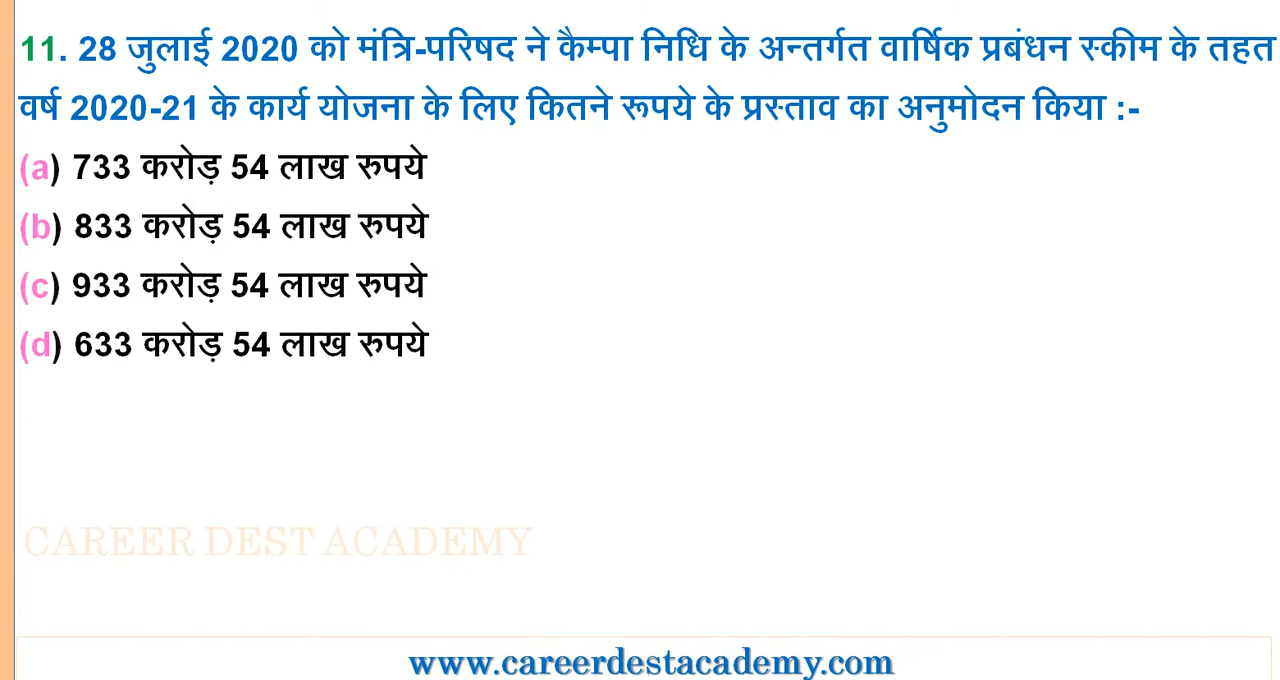 11. 28 जुलाई 2020 को मंत्रि-परिषद ने कैम्पा निधि के अन्तर्गत वार्षिक प्रबंधन स्कीम के तहत
वर्ष 2020-21 के कार्य योजना के लिए कितने रूपये के प्रस्ताव का अनुमोदन किया :-
(a) 733 करोड़ 54 लाख रुपये
(b) 833 करोड़ 54 लाख रुपये
(c) 933 करोड़ 54 लाख रुपये
(d) 633 करोड़ 54 लाख रुपये
CAREER DEST ACADEMY
www.careerdestacademy.com